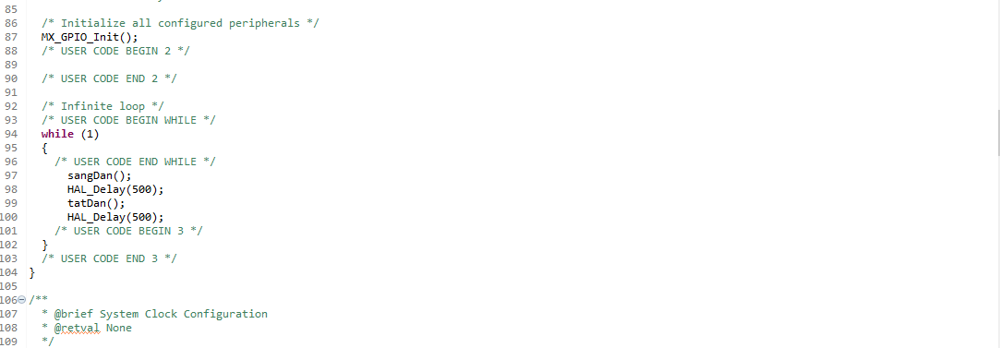 85
86 /* Initialize all configured peripherals */
87 MX_GPIO_Init();
88 /* USER CODE BEGIN 2 */
89
90 /* USER CODE END 2 */
91
92 /* Infinite loop */
93 /* USER CODE BEGIN WHILE */
94 while (1)
95 {
96 /* USER CODE END WHILE */
97 sangDan();
98 HAL_Delay(500);
99 tatDan();
100 HAL_Delay(500);
101 /* USER CODE BEGIN 3 */
102 }
103 /* USER CODE END 3 */
104 }
105
106 /**
107 * @brief System Clock Configuration
108 * @retval None
109 */